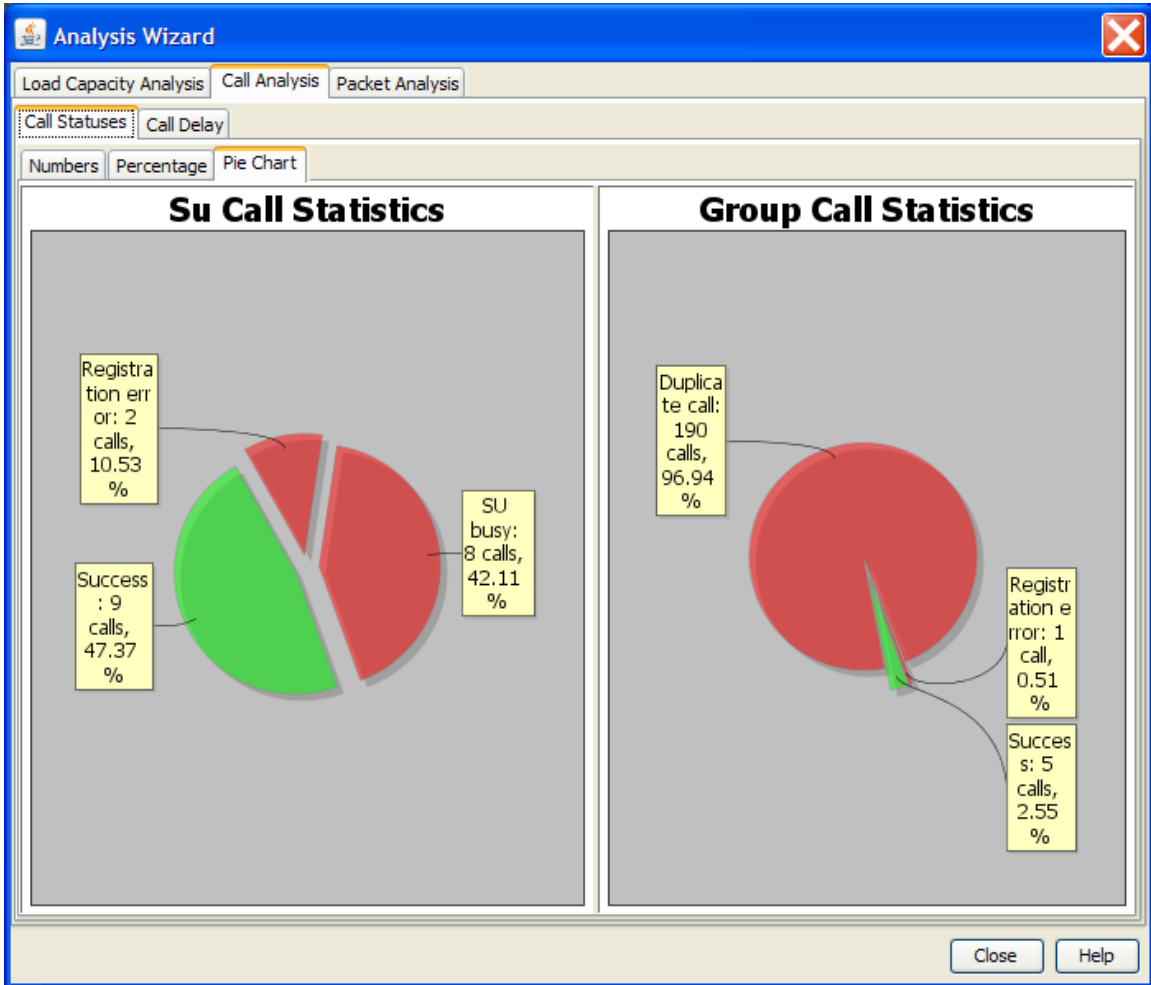 Analysis Wizard
Load Capacity Analysis Call Analysis Packet Analysis
Call Statuses Call Delay
Numbers Percentage Pie Chart
Su Call Statistics
Registra
tion err
or: 2
calls,
10.53
%
SU
busy:
8 calls,
42.11
%
Success
: 9
calls,
47.37
%
Group Call Statistics
Duplica
te call:
190
calls,
96.94
%
Registr
ation e
rror: 1
call,
0.51
%
Succes
s: 5
calls,
2.55
%
Close Help